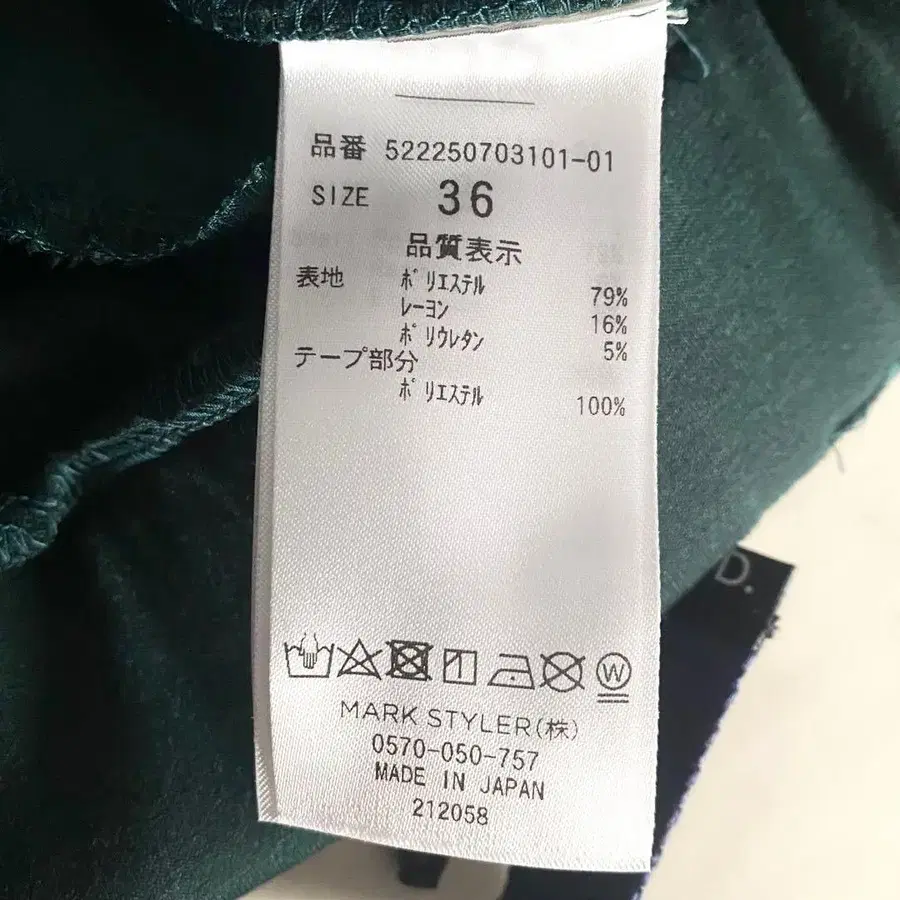 品番 522250703101-01
SIZE 36
品質表示
表地 ポリエステル 79%
レーヨン 16%
ポリウレタン 5%
テープ部分
ポリエステル 100%
W
MARK STYLER(株)
0570-050-757
MADE IN JAPAN
212058
D.